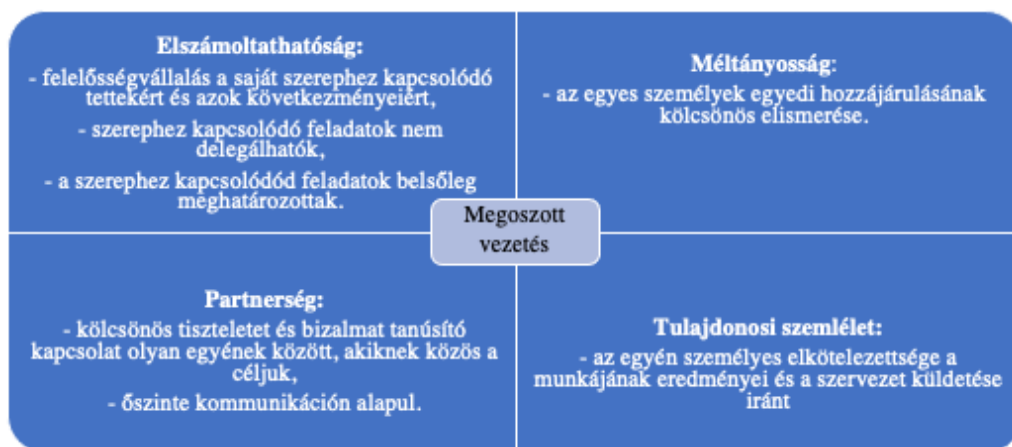 Elszámoltathatóság:
- felelősségvállalás a saját szerephez kapcsolódó
tettekért és azok következményeiért,
- szerephez kapcsolódó feladatok nem
delegálhatók,
- a szerephez kapcsolódód feladatok belsőleg
meghatározottak.
Méltányosság:
- az egyes személyek egyedi hozzájárulásának
kölcsönös elismerése.
Megoszott
vezetés
Partnerség:
- kölcsönös tiszteletet és bizalmat tanúsító
kapcsolat olyan egyének között, akiknek közös a
céljuk,
- őszinte kommunikáción alapul.
Tulajdonosi szemlélet:
- az egyén személyes elkötelezettsége a
munkájának eredményei és a szervezet küldetése
iránt